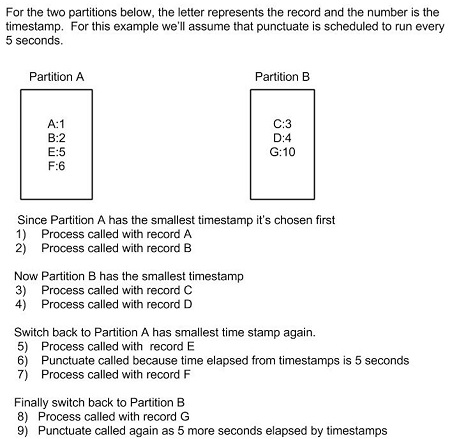 For the two partitions below, the letter represents the record and the number is the
timestamp.  For this example we'll assume that punctuate is scheduled to run every
5 seconds.
Partition A
Partition B
A:1
B:2
E:5
F:6
C:3
D:4
G:10
Since Partition A has the smallest timestamp it's chosen first
1)   Process called with record A
2)   Process called with record B
Now Partition B has the smallest timestamp
3)   Process called with record C
4)   Process called with record D
Switch back to Partition A has smallest time stamp again.
5)   Process called with  record E
6)   Punctuate called because time elapsed from timestamps is 5 seconds
7)   Process called with record F
Finally switch back to Partition B
8)  Process called with record G
9)  Punctuate called again as 5 more seconds elapsed by timestamps